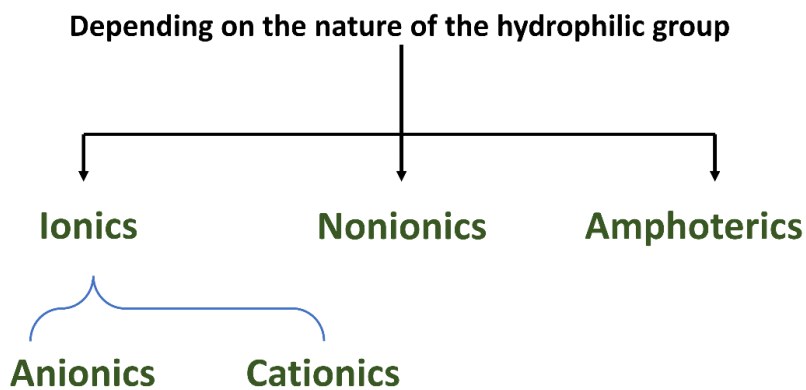 Depending on the nature of the hydrophilic group
Ionics
Nonionics
Amphoterics
Anionics
Cationics